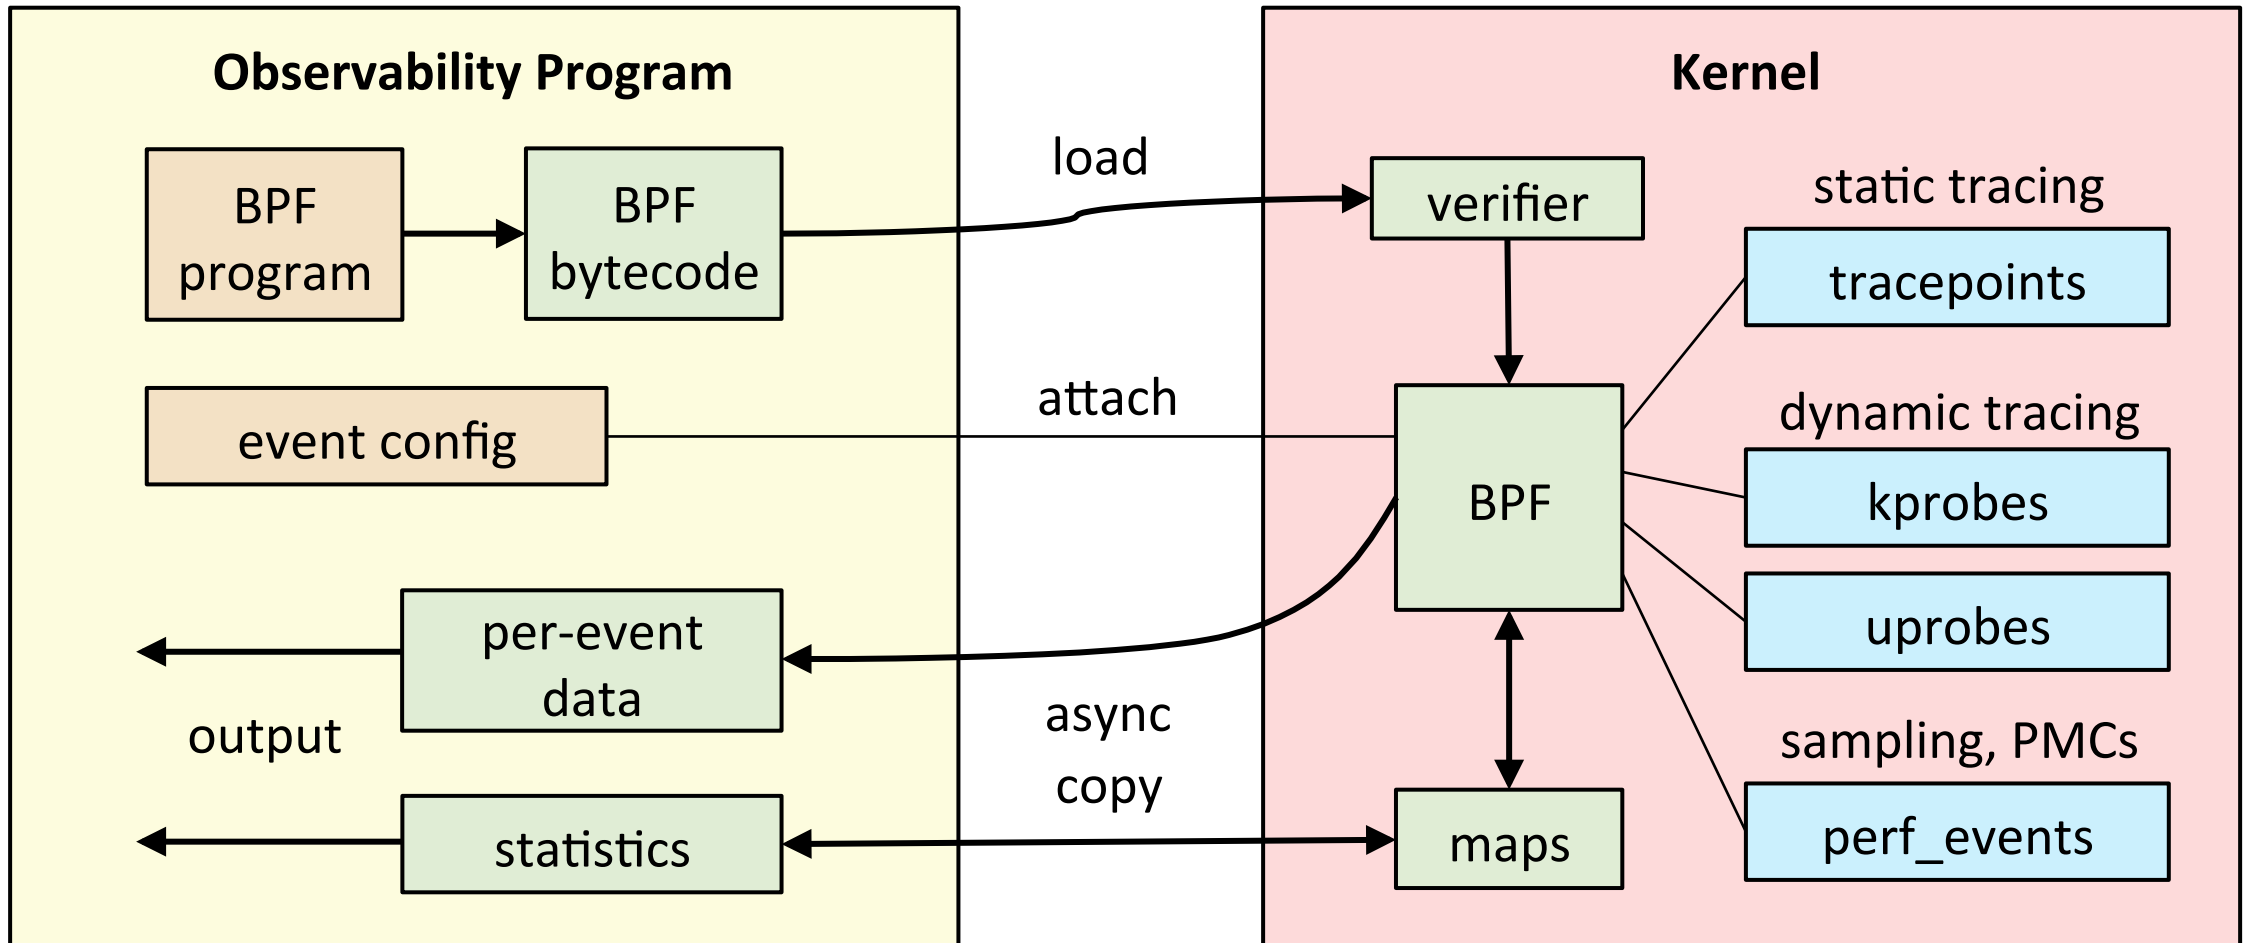 Observability Program
BPF
program
BPF
bytecode
event config
per-event
data
output
statistics
load
attach
async
copy
Kernel
verifier
BPF
maps
static tracing
tracepoints
dynamic tracing
kprobes
uprobes
sampling, PMCs
perf_events